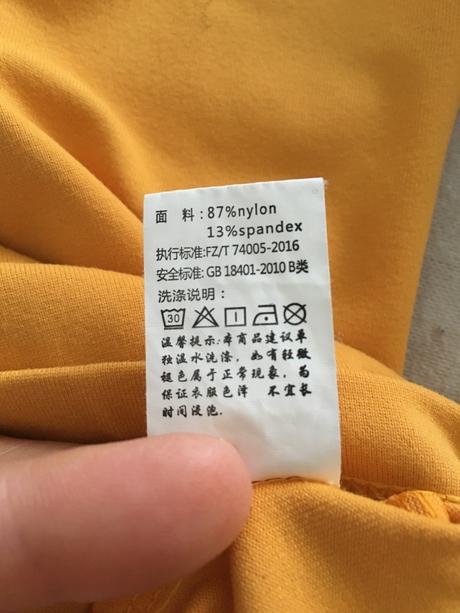 面 料:87%nylon
13%spandex
执行标准:FZ/T 74005-2016
安全标准: GB 18401-2010 B类
洗涤说明:
30
温馨提示:本商品建议单
独温水洗涤, 如有轻微
褪色属于正常现象, 为
保证衣服色泽 不宜长
时间浸泡。